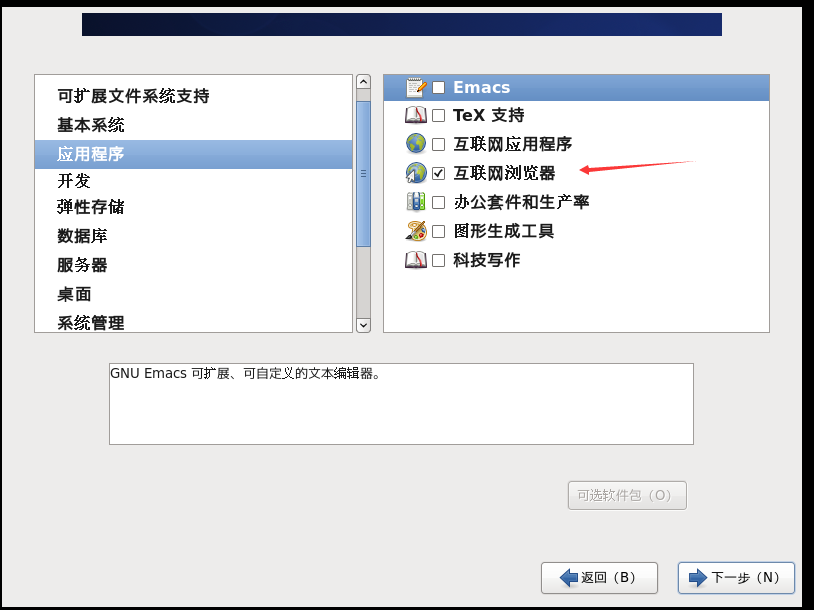 可扩展文件系统支持
基本系统
应用程序
开发
弹性存储
数据库
服务器
桌面
系统管理
Emacs
TeX 支持
互联网应用程序
互联网浏览器
办公套件和生产率
图形生成工具
科技写作
GNU Emacs 可扩展、可自定义的文本编辑器。
可选软件包（O）
返回（B）
下一步（N）